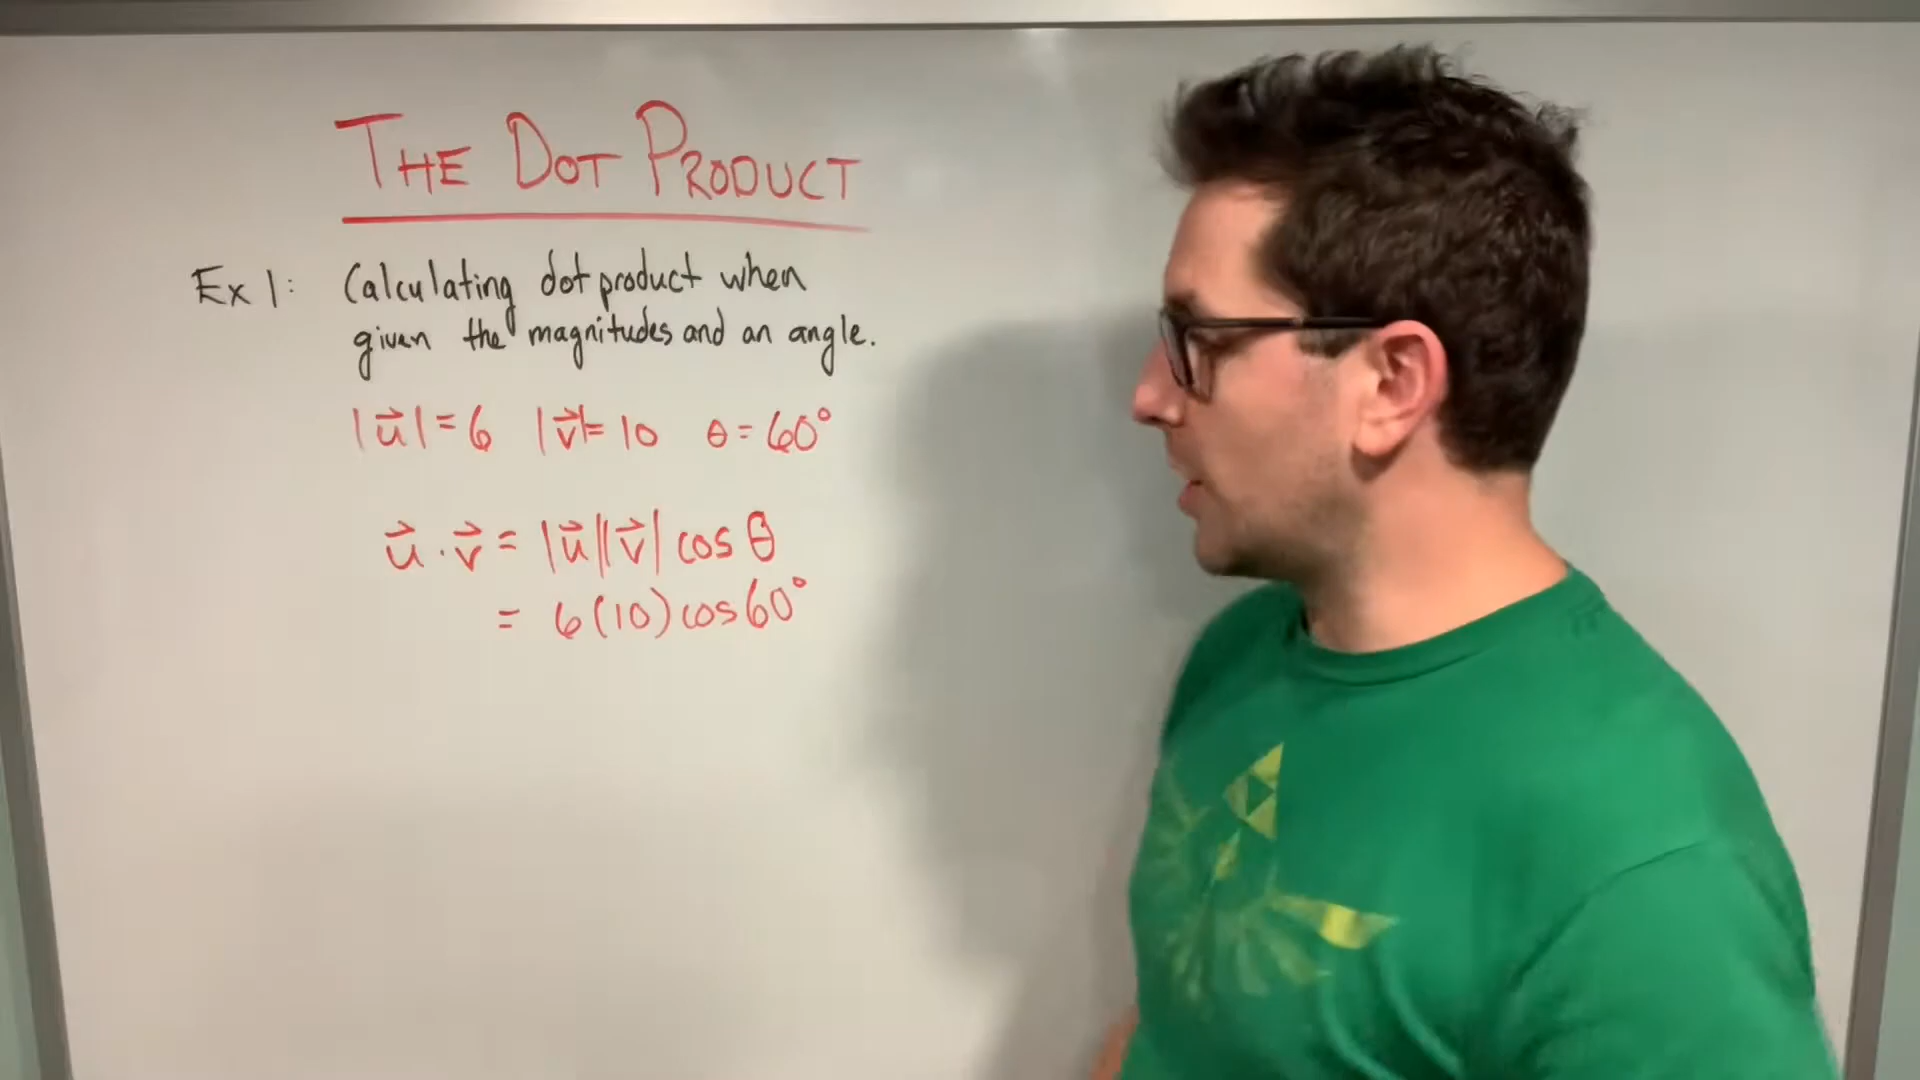 THE DOT PRODUCT
Ex 1: Calculating dot product when
given the magnitudes and an angle.
|u⃗| = 6 |v⃗| = 10 θ = 60°
u⃗ · v⃗ = |u⃗||v⃗| cos θ
= 6(10) cos 60°